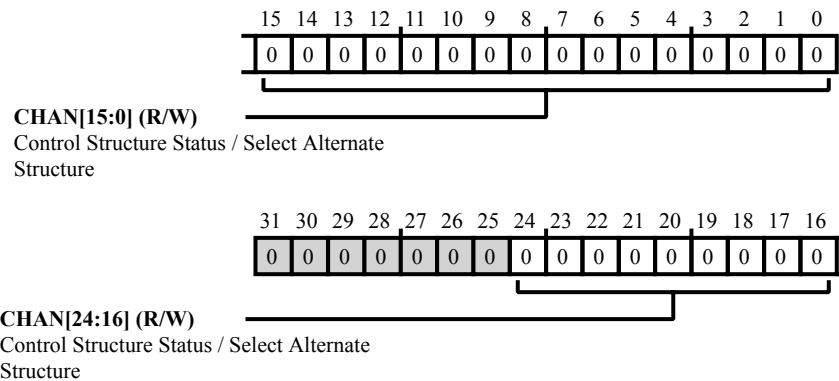 15 14 13 12 11 10 9 8 7 6 5 4 3 2 1 0
0 0 0 0 0 0 0 0 0 0 0 0 0 0 0 0
CHAN[15:0] (R/W)
Control Structure Status / Select Alternate
Structure
31 30 29 28 27 26 25 24 23 22 21 20 19 18 17 16
0 0 0 0 0 0 0 0 0 0 0 0 0 0 0 0
CHAN[24:16] (R/W)
Control Structure Status / Select Alternate
Structure